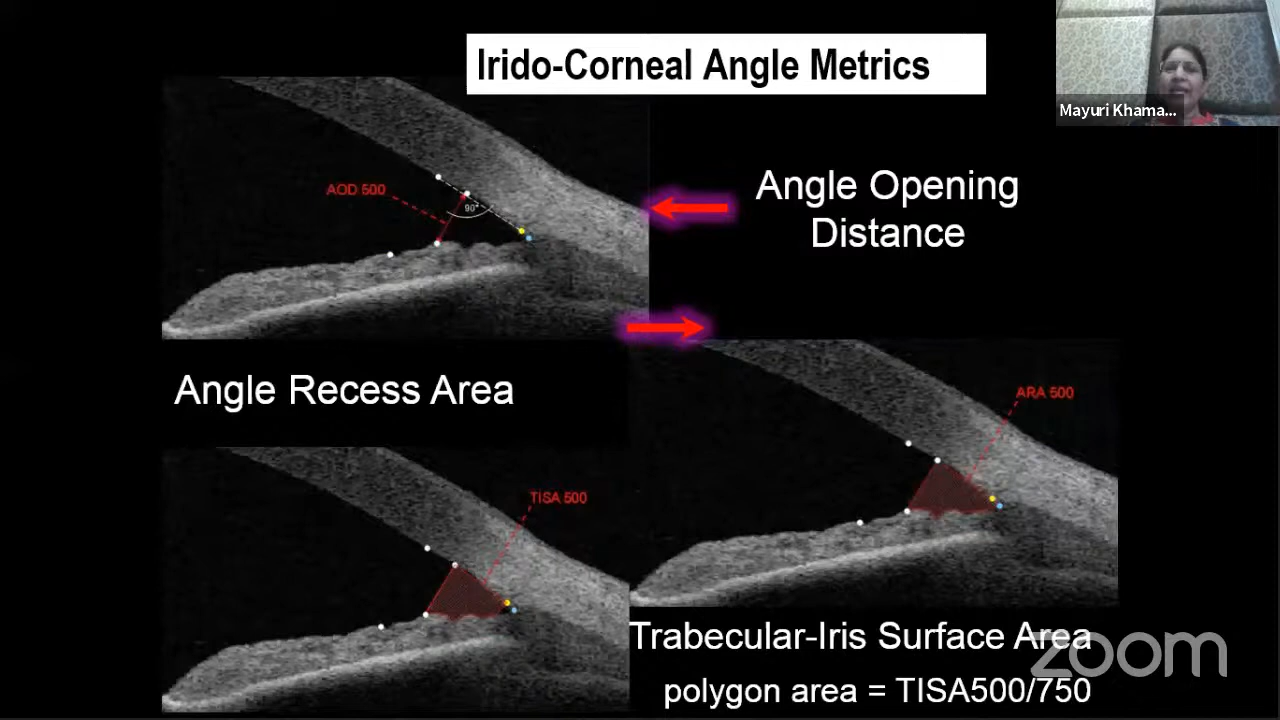 Irido-Corneal Angle Metrics
Mayuri Khama...
AOD 500
90°
Angle Opening
Distance
Angle Recess Area
ARA 500
TISA 500
Trabecular-Iris Surface Area
zoom
polygon area = TISA500/750